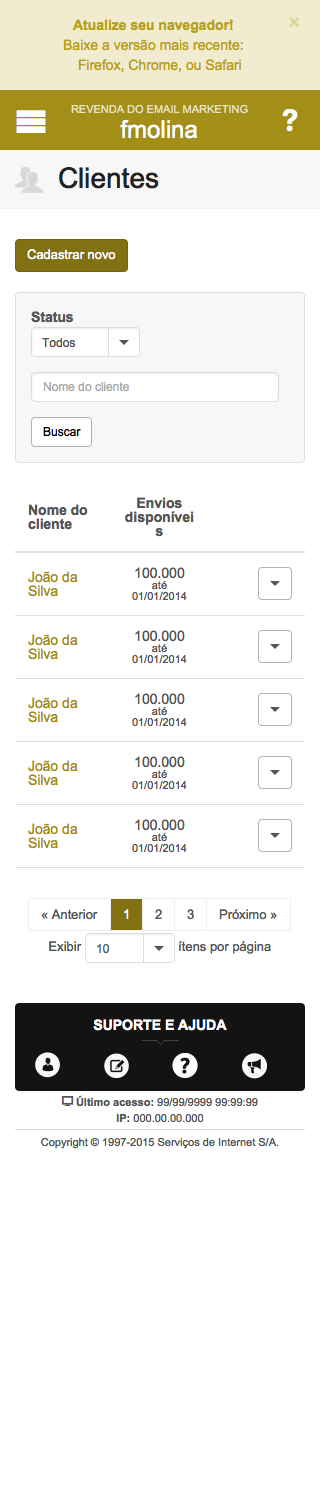 Atualize seu navegador!
×
Baixe a versão mais recente:
Firefox, Chrome, ou Safari
REVENDA DO EMAIL MARKETING
fmolina
?
Clientes
Cadastrar novo
Status
Todos
Nome do cliente
Buscar
Nome do
cliente
Envios
disponívei
s
João da
Silva
100.000
até
01/01/2014
João da
Silva
100.000
até
01/01/2014
João da
Silva
100.000
até
01/01/2014
João da
Silva
100.000
até
01/01/2014
João da
Silva
100.000
até
01/01/2014
« Anterior 1 2 3 Próximo »
Exibir 10 ítens por página
SUPORTE E AJUDA
?
Último acesso: 99/99/9999 99:99:99
IP: 000.00.00.000
Copyright © 1997-2015 Serviços de Internet S/A.